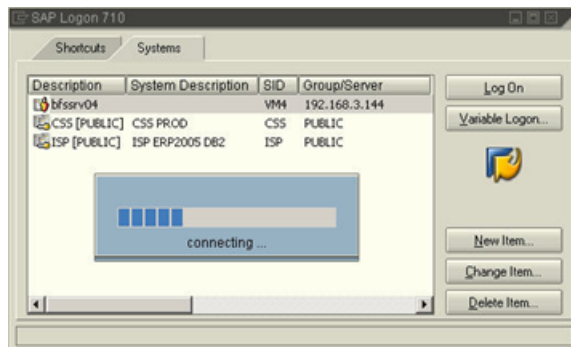 SAP Logon 710
Shortcuts Systems
Description System Description SID Group/Server
bfssrv04 VM4 192.168.3.144
CSS [PUBLIC] CSS PROD CSS PUBLIC
ISP [PUBLIC] ISP ERP2005 DB2 ISP PUBLIC
connecting ...
Log On
Variable Logon...
New Item...
Change Item...
Delete Item...